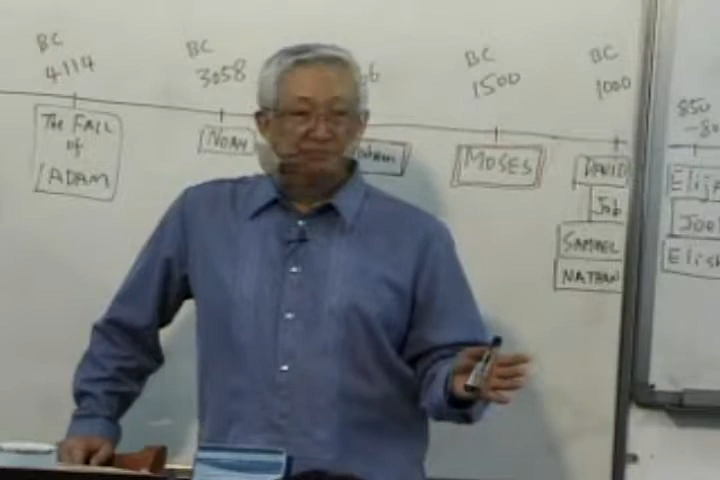 BC
4114
The FALL
of
ADAM
BC
3058
NOAH
BC
1500
MOSES
BC
1000
DAVID
Job
SAMUEL
NATHAN
850